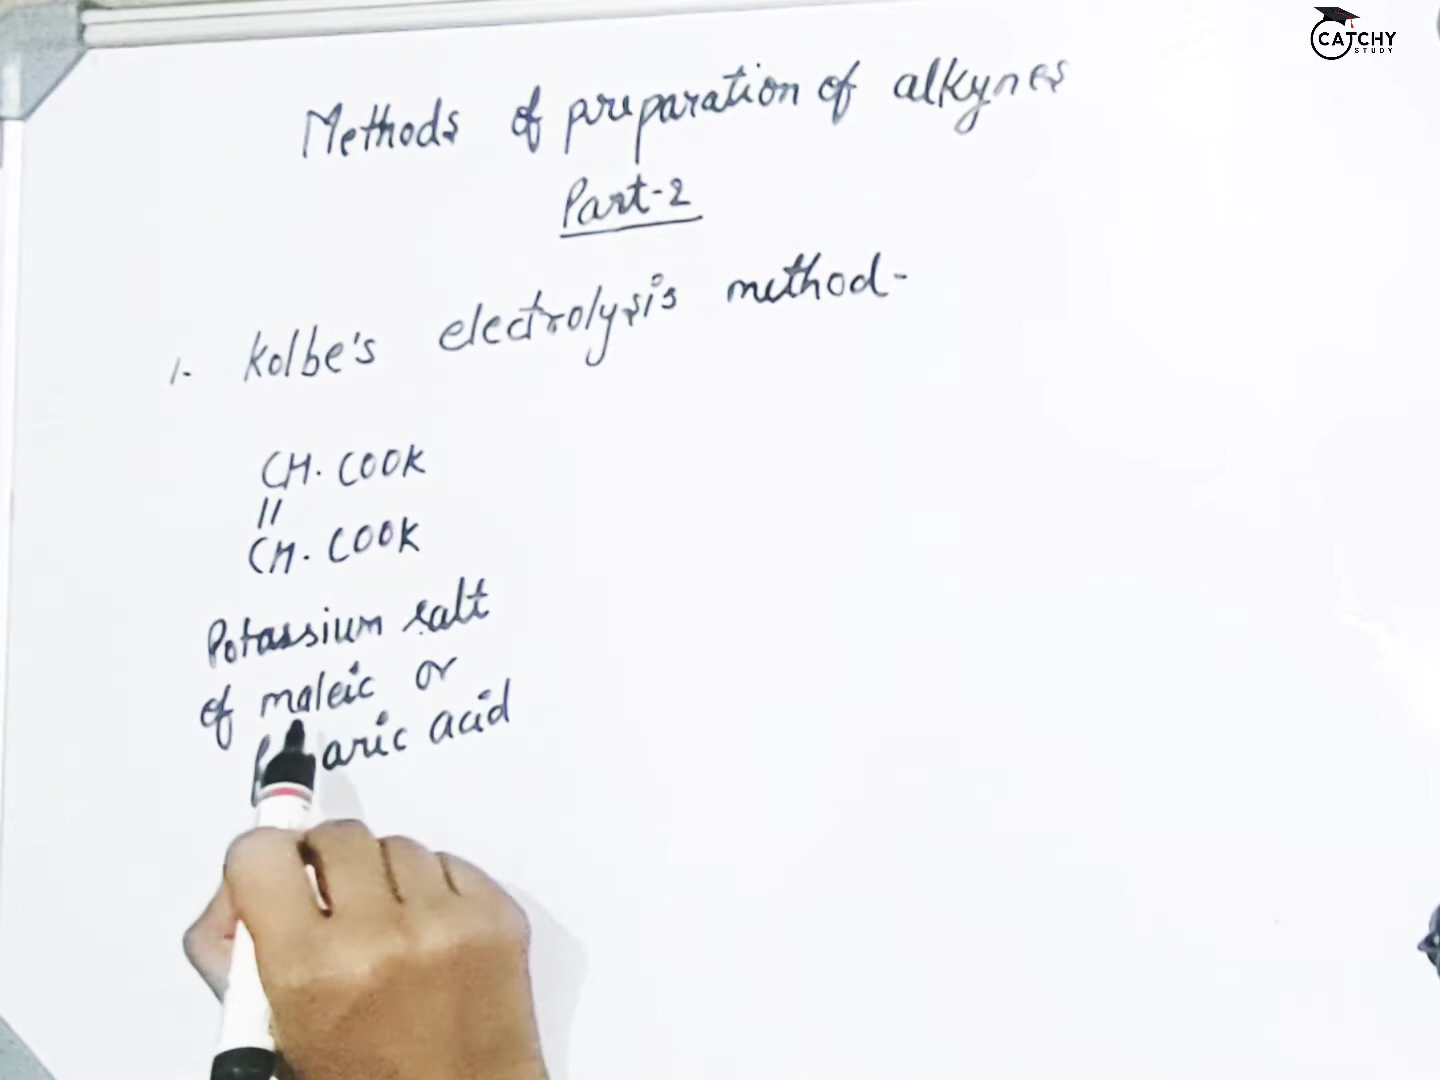 CATCHY
STUDY
Methods of preparation of alkynes
Part-2
1. Kolbe's electrolysis method-
CH. COOK
||
CH. COOK
Potassium salt
of maleic or
acid